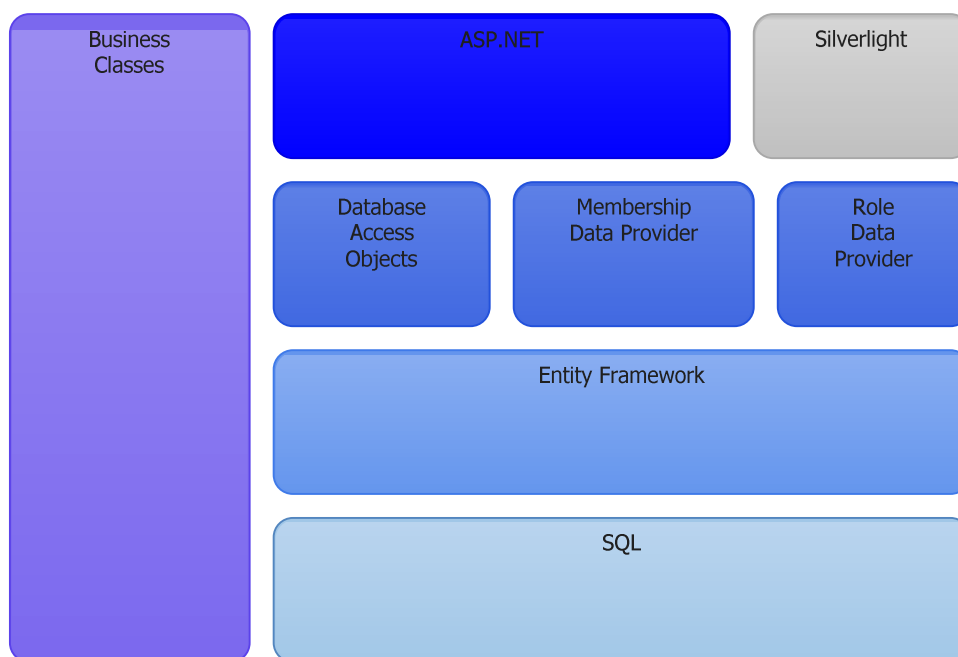 Business
Classes
ASP.NET
Silverlight
Database
Access
Objects
Membership
Data Provider
Role
Data
Provider
Entity Framework
SQL